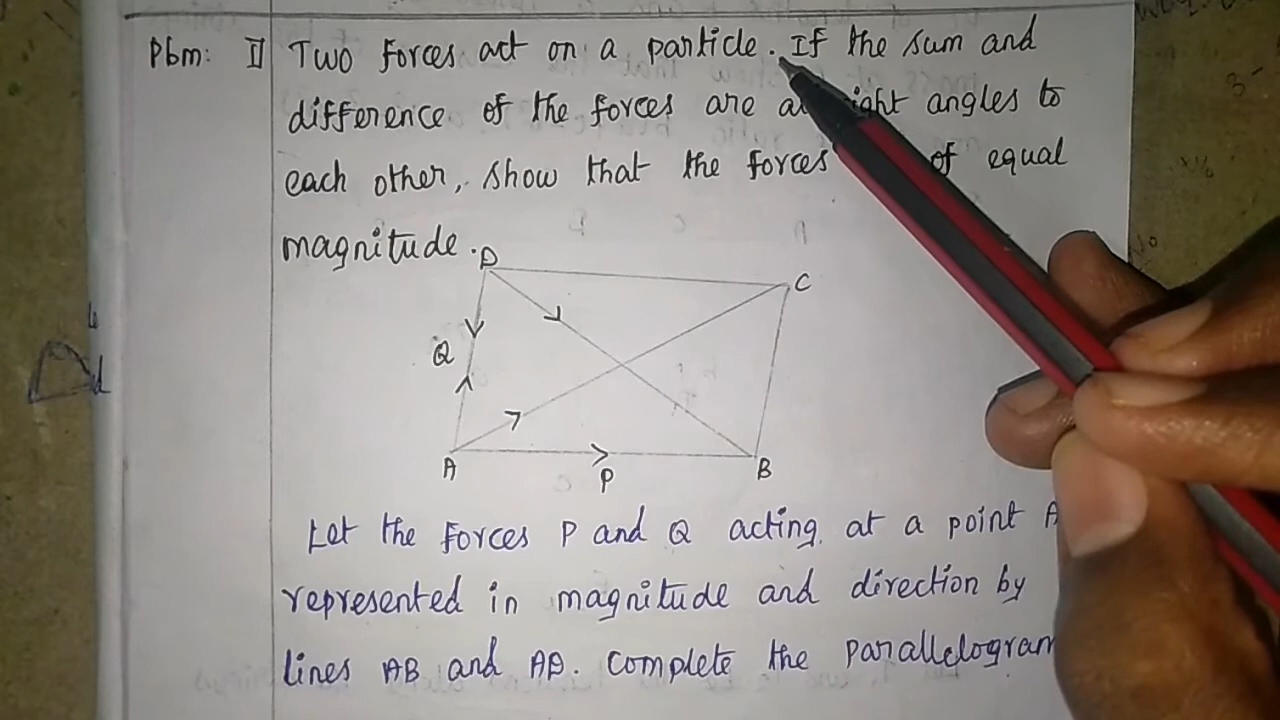 Pbm: II Two forces act on a particle. If the sum and
difference of the forces are at right angles to
each other, show that the forces of equal
magnitude.
D
C
Q
A
P
B
Let the forces P and Q acting at a point A
represented in magnitude and direction by
lines AB and AD. Complete the parallelogram